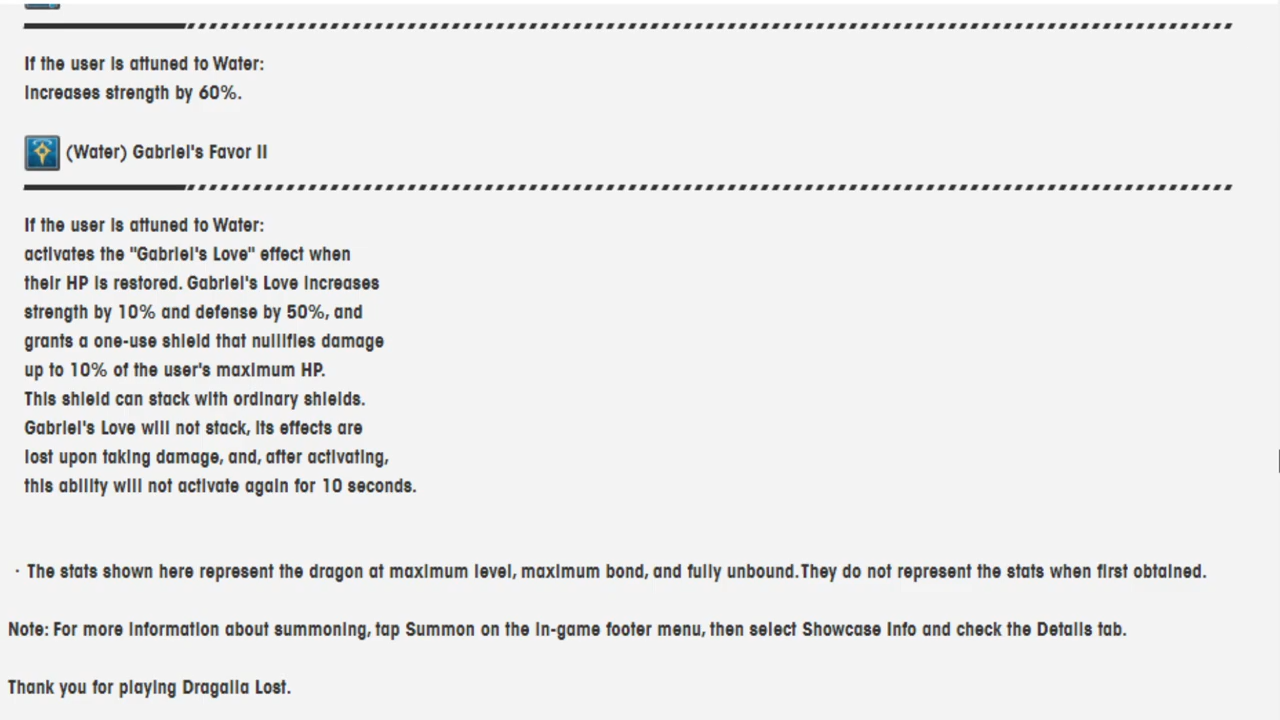 If the user is attuned to Water:
Increases strength by 60%.
(Water) Gabriel's Favor II
If the user is attuned to Water:
activates the "Gabriel's Love" effect when
their HP is restored. Gabriel's Love increases
strength by 10% and defense by 50%, and
grants a one-use shield that nullifies damage
up to 10% of the user's maximum HP.
This shield can stack with ordinary shields.
Gabriel's Love will not stack, its effects are
lost upon taking damage, and, after activating,
this ability will not activate again for 10 seconds.
· The stats shown here represent the dragon at maximum level, maximum bond, and fully unbound. They do not represent the stats when first obtained.
Note: For more information about summoning, tap Summon on the in-game footer menu, then select Showcase Info and check the Details tab.
Thank you for playing Dragalia Lost.